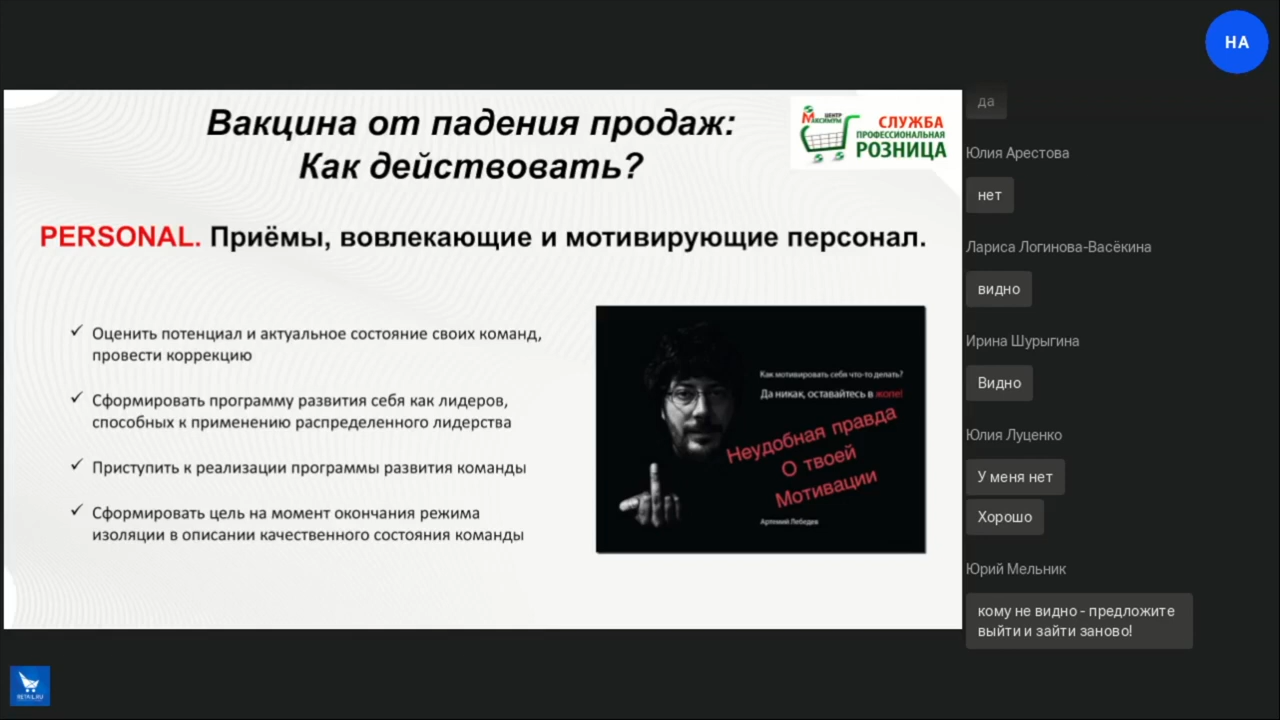 НА
Вакцина от падения продаж:
Как действовать?
ЦЕНТР
МАКСИМУМЫ
СЛУЖБА
ПРОФЕССИОНАЛЬНАЯ
РОЗНИЦА
PERSONAL. Приёмы, вовлекающие и мотивирующие персонал.
✓ Оценить потенциал и актуальное состояние своих команд,
провести коррекцию
✓ Сформировать программу развития себя как лидеров,
способных к применению распределенного лидерства
✓ Приступить к реализации программы развития команды
✓ Сформировать цель на момент окончания режима
изоляции в описании качественного состояния команды
Как мотивировать себя что-то делать?
Да никак, оставайтесь в жопе!
Неудобная правда
О твоей
Мотивации
Артемий Лебедев
да
Юлия Арестова
нет
Лариса Логинова-Васёкина
видно
Ирина Шурыгина
Видно
Юлия Луценко
У меня нет
Хорошо
Юрий Мельник
кому не видно - предложите
выйти и зайти заново!
RETAIL.RU